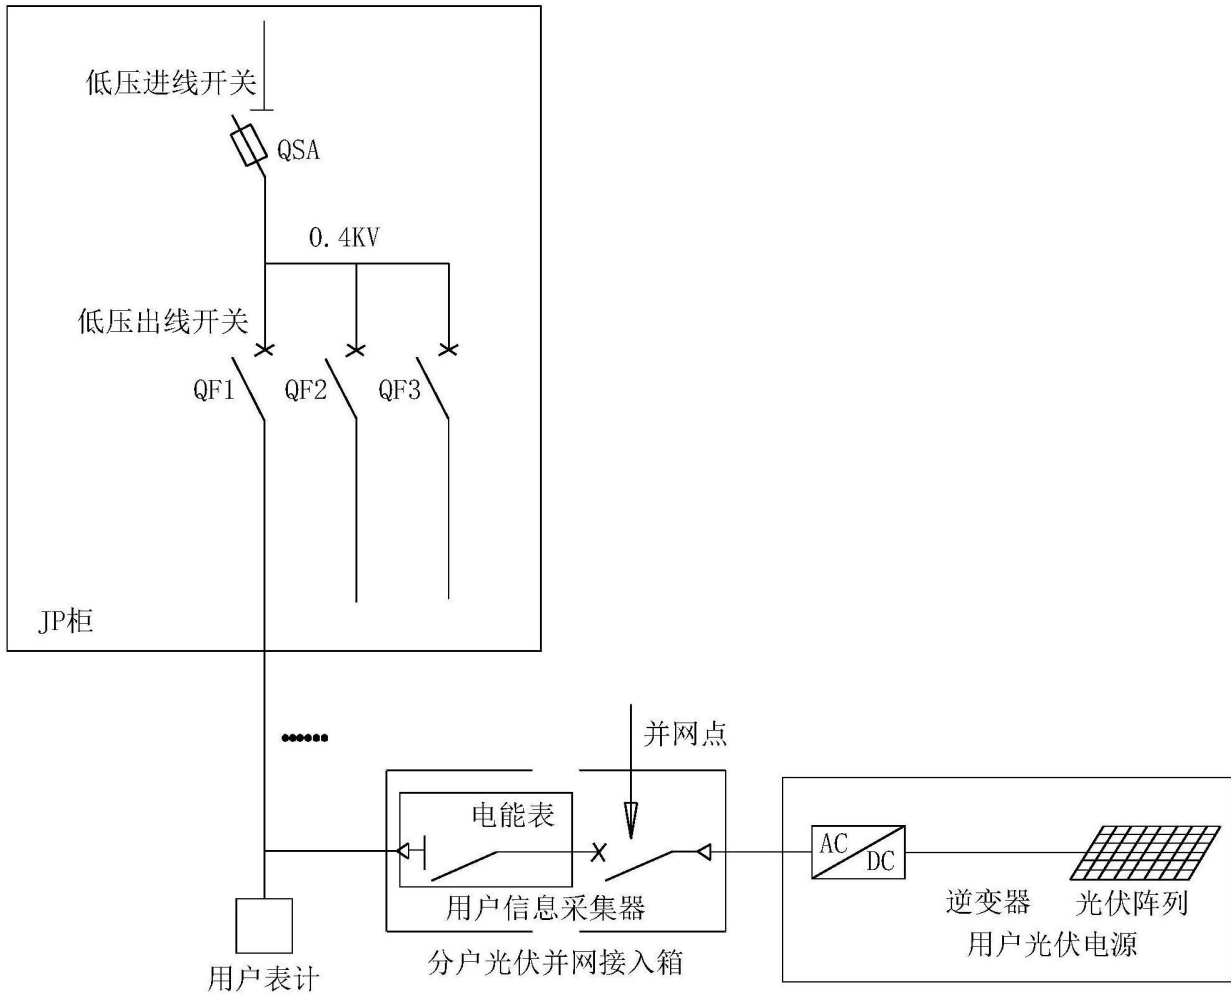 低压进线开关
QSA
0.4KV
低压出线开关
QF1
QF2
QF3
JP柜
并网点
电能表
AC
DC
用户信息采集器
逆变器
光伏阵列
用户光伏电源
分户光伏并网接入箱
用户表计